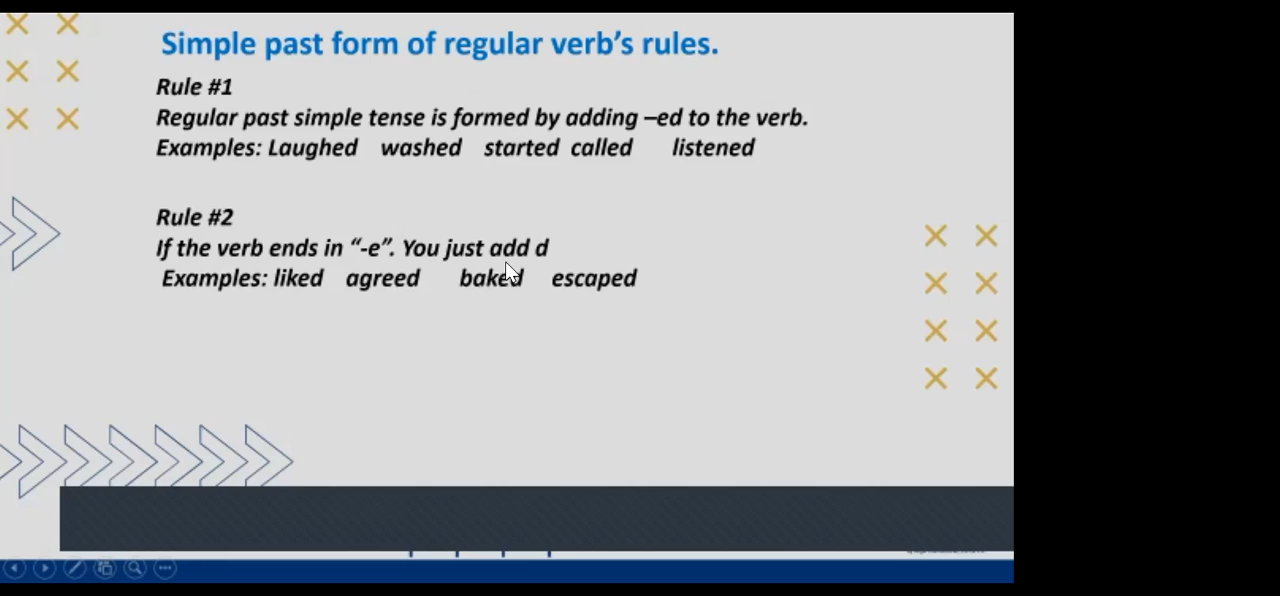 Simple past form of regular verb's rules.
Rule #1
Regular past simple tense is formed by adding –ed to the verb.
Examples: Laughed washed started called listened
Rule #2
If the verb ends in "-e". You just add d
Examples: liked agreed baked escaped